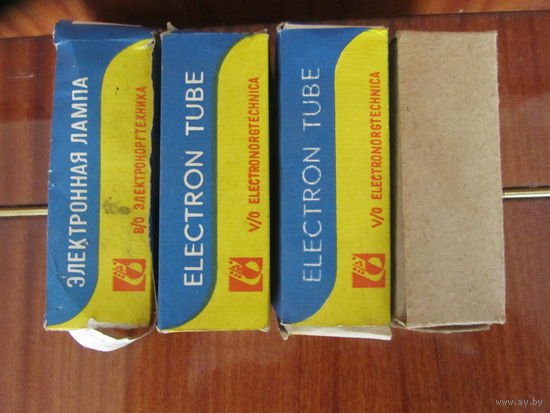 ЭЛЕКТРОННАЯ ЛАМПА
В/О ЭЛЕКТРОНОРГТЕХНИКА
ELECTRON TUBE
V/O ELECTRONORGTECHNICA
ELECTRON TUBE
V/O ELECTRONORGTECHNICA
www.ay.by